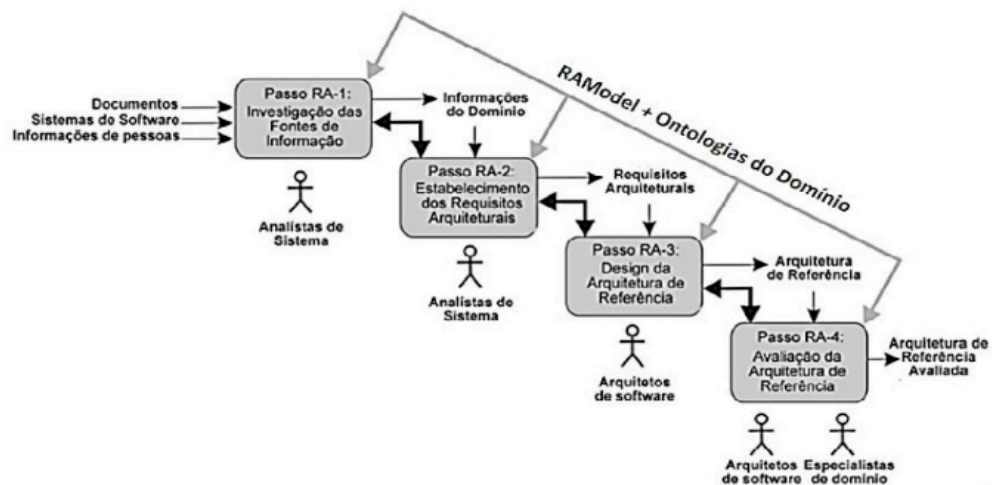 RAModel + Ontologias do Domínio
Documentos
Sistemas de Software
Informações de pessoas
Passo RA-1:
Investigação das
Fontes de
Informação
Informações
do Domínio
Analístas de
Sistema
Passo RA-2:
Estabelecimento
dos Requisitos
Arquiteturais
Requisitos
Arquiteturais
Analístas de
Sistema
Passo RA-3:
Design da
Arquitetura de
Referência
Arquitetura
de Referência
Arquitetos
de software
Passo RA-4:
Avaliação da
Arquitetura de
Referência
Arquitetura de
Referência
Avaliada
Arquitetos
de software
Especialistas
de domínio